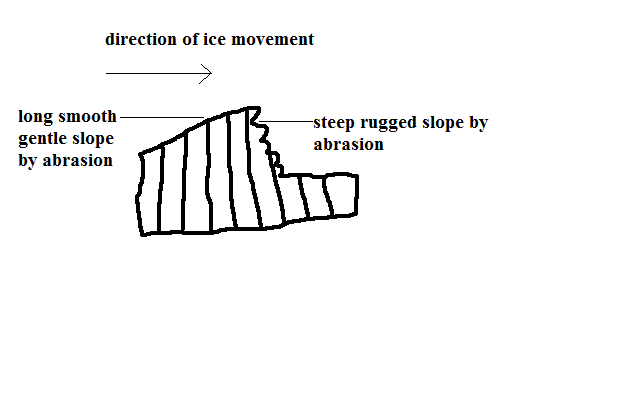 direction of ice movement
long smooth
gentle slope
by abrasion
steep rugged slope by
abrasion